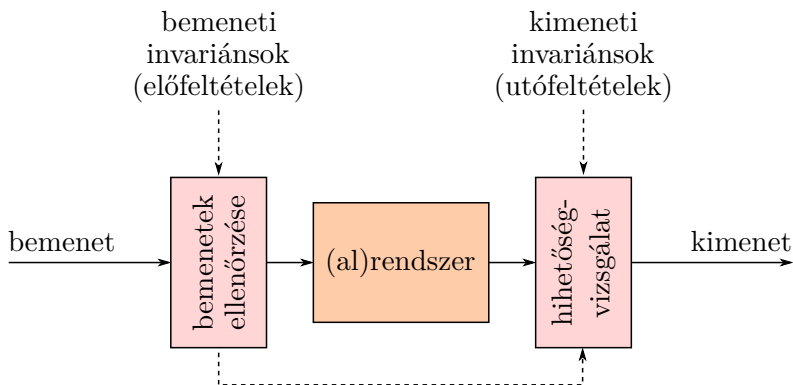 bemeneti
invariánsok
(előfeltételek)
kimeneti
invariánsok
(utófeltételek)
bemenet
bemenetek
ellenőrzése
(al)rendszer
hihetőség-
vizsgálat
kimenet